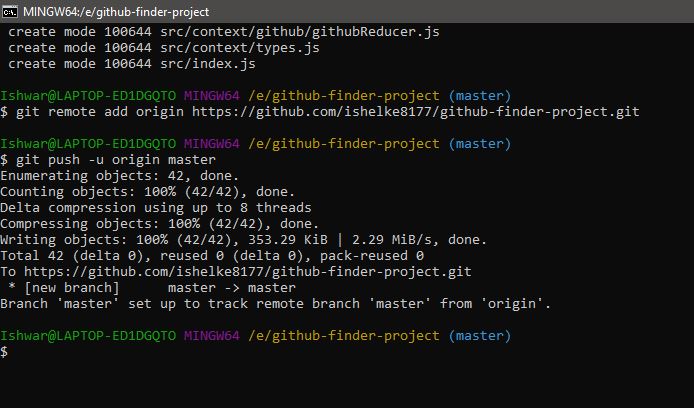 MINGW64:/e/github-finder-project
create mode 100644 src/context/github/githubReducer.js
create mode 100644 src/context/types.js
create mode 100644 src/index.js
Ishwar@LAPTOP-ED1DGQTO MINGW64 /e/github-finder-project (master)
$ git remote add origin https://github.com/ishelke8177/github-finder-project.git
Ishwar@LAPTOP-ED1DGQTO MINGW64 /e/github-finder-project (master)
$ git push -u origin master
Enumerating objects: 42, done.
Counting objects: 100% (42/42), done.
Delta compression using up to 8 threads
Compressing objects: 100% (42/42), done.
Writing objects: 100% (42/42), 353.29 KiB | 2.29 MiB/s, done.
Total 42 (delta 0), reused 0 (delta 0), pack-reused 0
To https://github.com/ishelke8177/github-finder-project.git
 * [new branch]      master -> master
Branch 'master' set up to track remote branch 'master' from 'origin'.
Ishwar@LAPTOP-ED1DGQTO MINGW64 /e/github-finder-project (master)
$